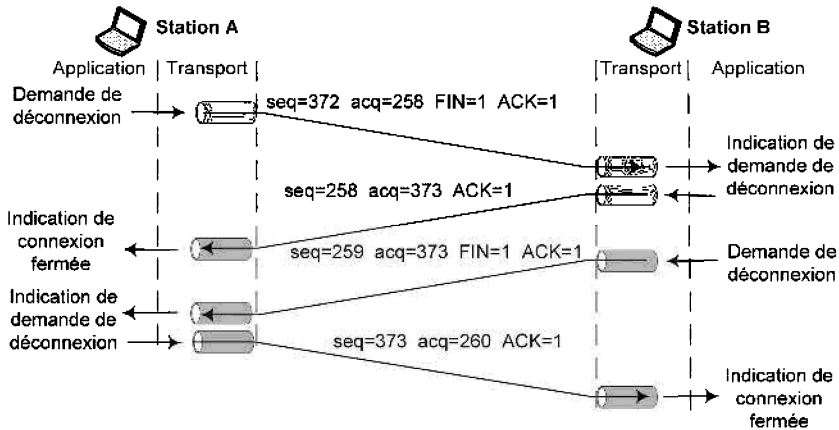 Station A
Station B
Application Transport
Transport Application
Demande de
déconnexion
seq=372 acq=258 FIN=1 ACK=1
Indication de
demande de
déconnexion
seq=258 acq=373 ACK=1
Indication de
connexion
fermée
seq=259 acq=373 FIN=1 ACK=1
Demande de
déconnexion
Indication de
demande de
déconnexion
seq=373 acq=260 ACK=1
Indication de
connexion
fermée